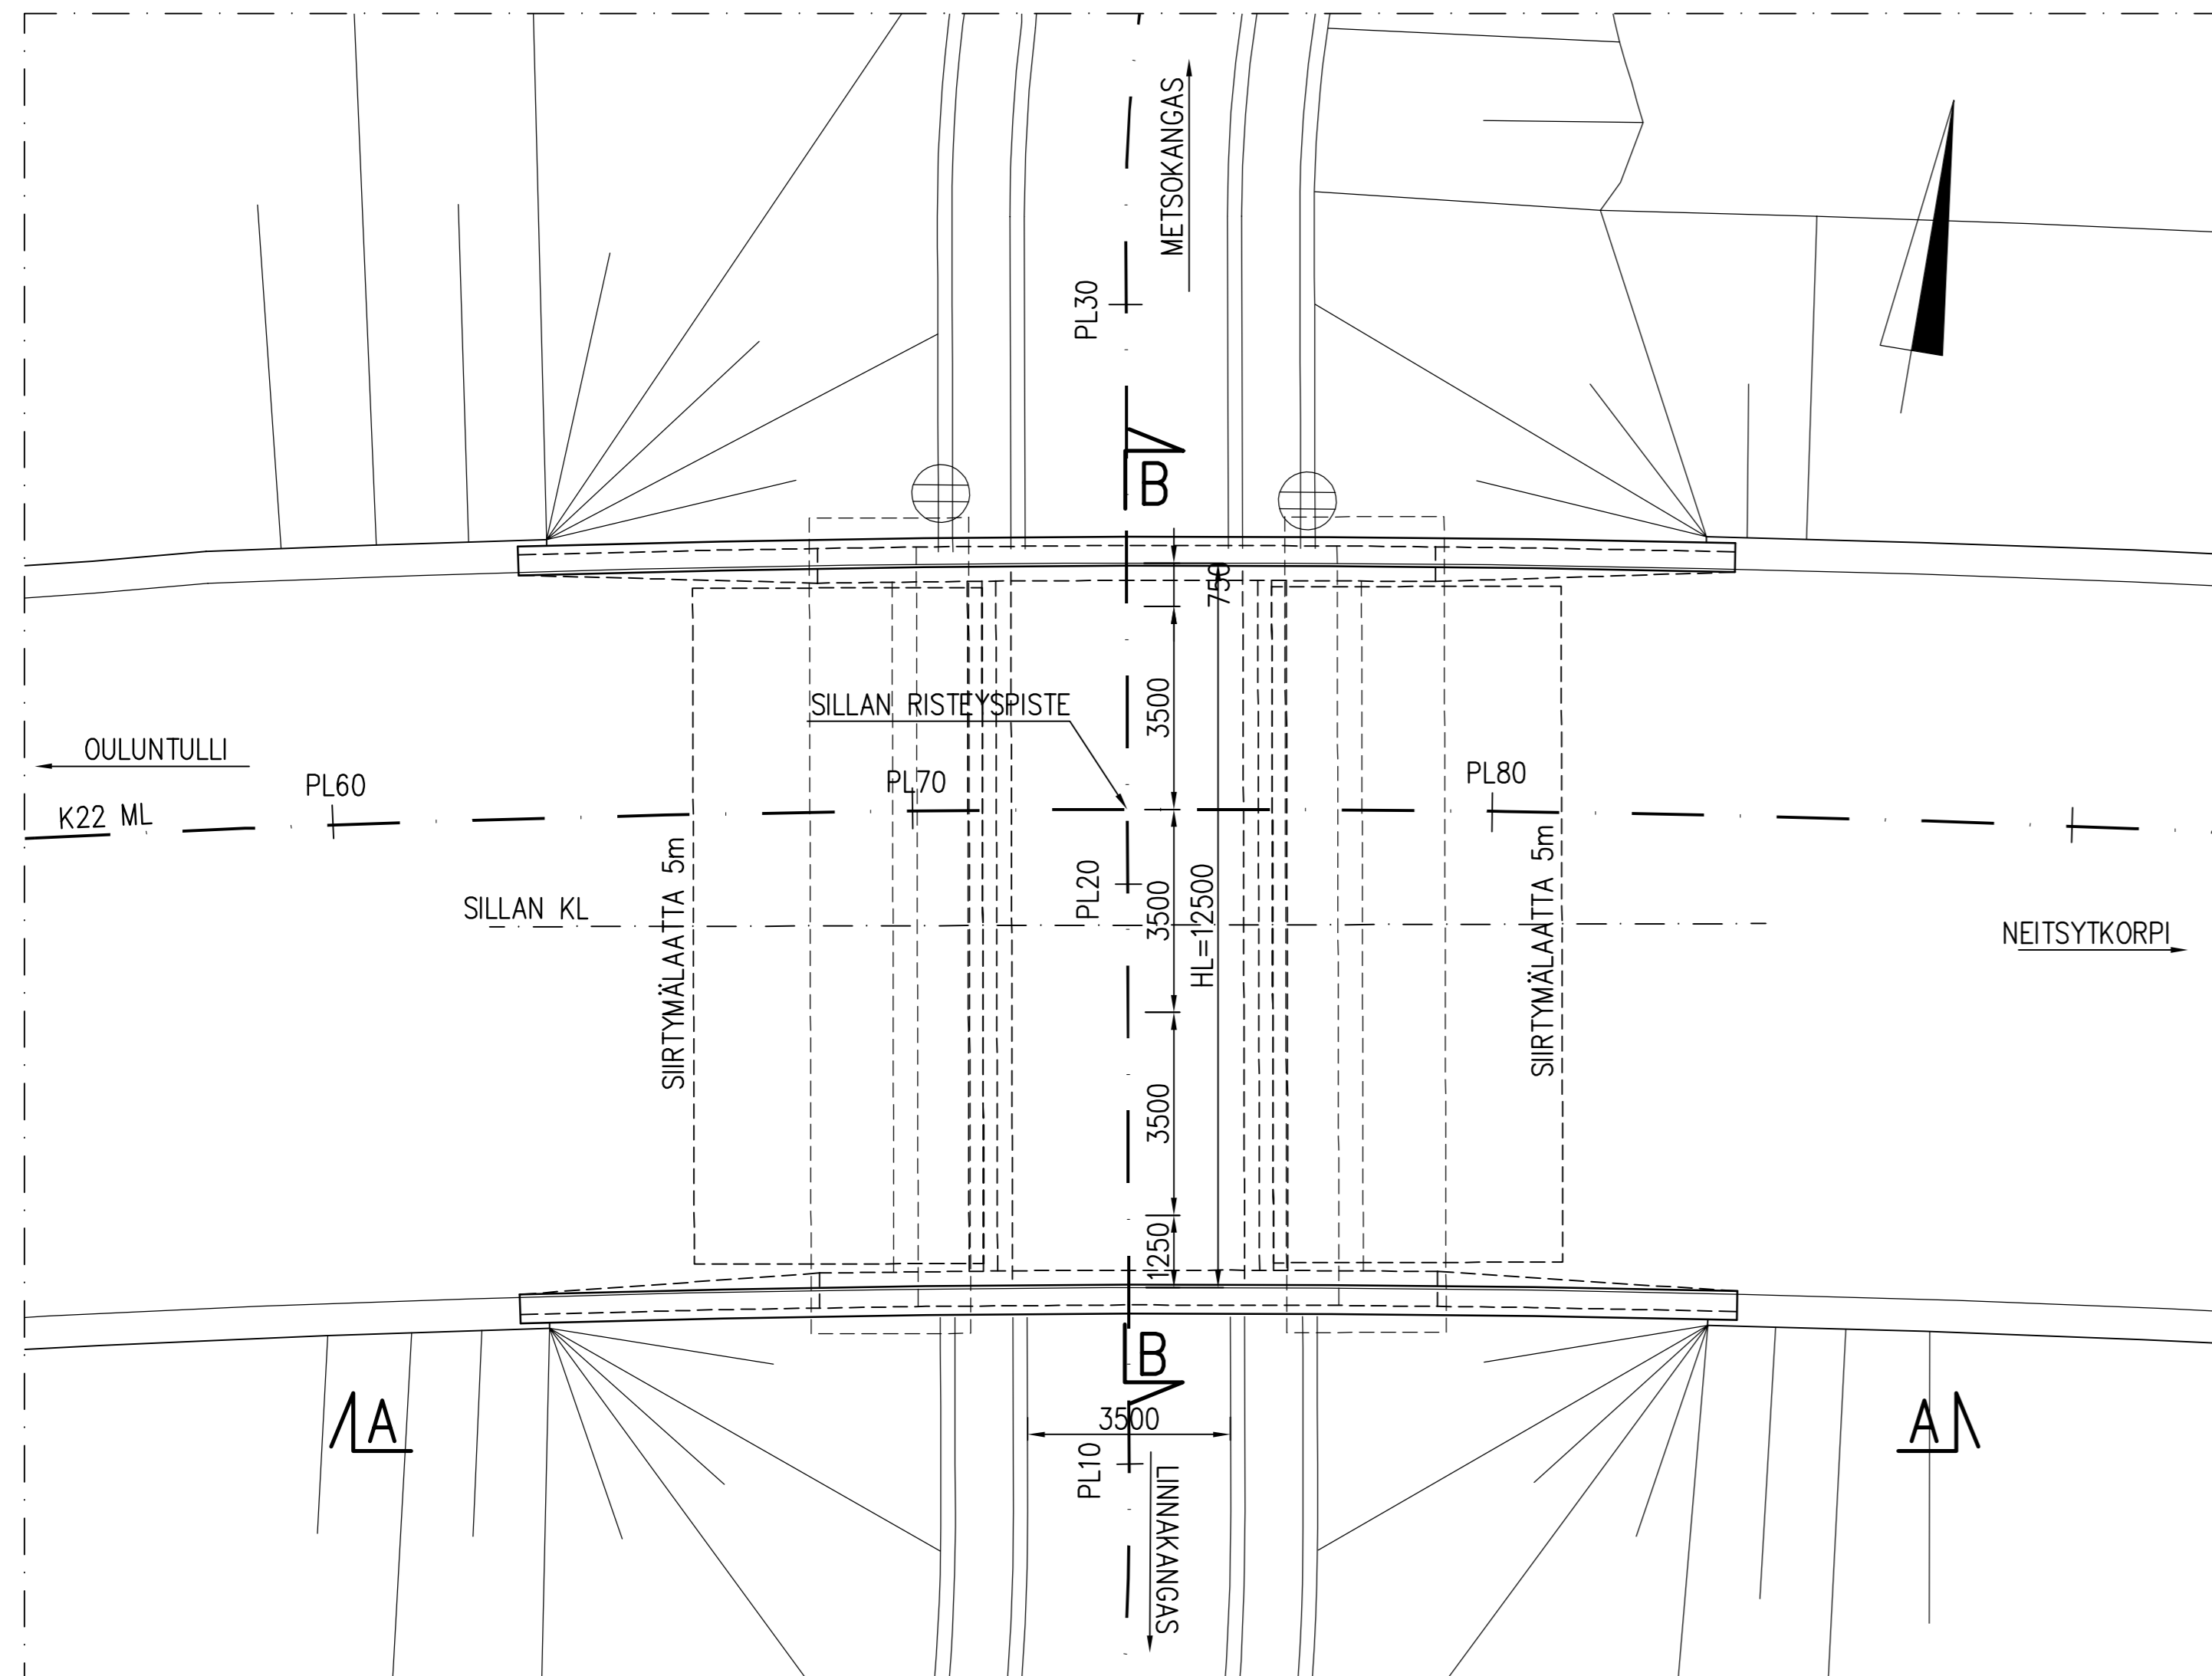 METSOKANGAS
PL30
B
750
SILLAN RISTEYSPISTE
3500
OULUNTULLI
PL60
PL70
PL80
K22 ML
SIIRTYMÄLAATTA 5m
SILLAN KL
PL20
3500
HL=12500
SIIRTYMÄLAATTA 5m
NEITSYTKORPI
3500
1250
B
A
3500
A
PL10
LINNAKANGAS